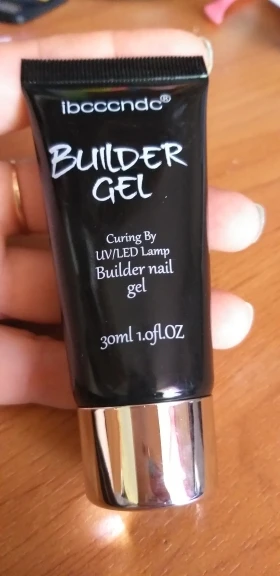 ibcccndc®
BUILDER
GEL
Curing By
UV/LED Lamp
Builder nail
gel
30ml 1.0fl.OZ